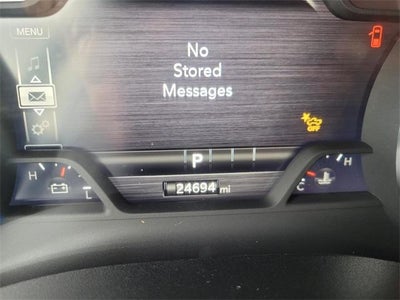 MENU
No
Stored
Messages
OFF
P
H
H
24694 mi
L
C